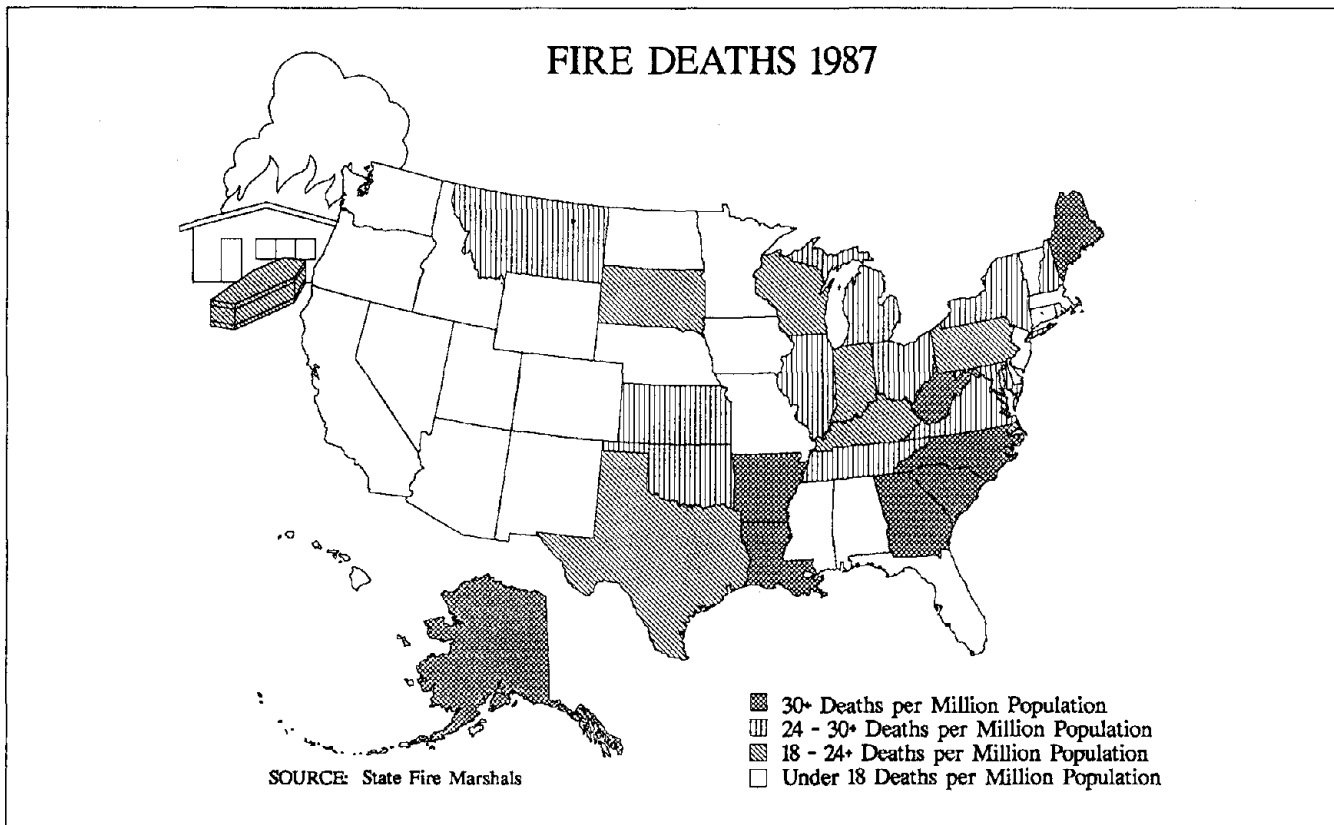 FIRE DEATHS 1987
30+ Deaths per Million Population
24 - 30+ Deaths per Million Population
18 - 24+ Deaths per Million Population
Under 18 Deaths per Million Population
SOURCE: State Fire Marshals